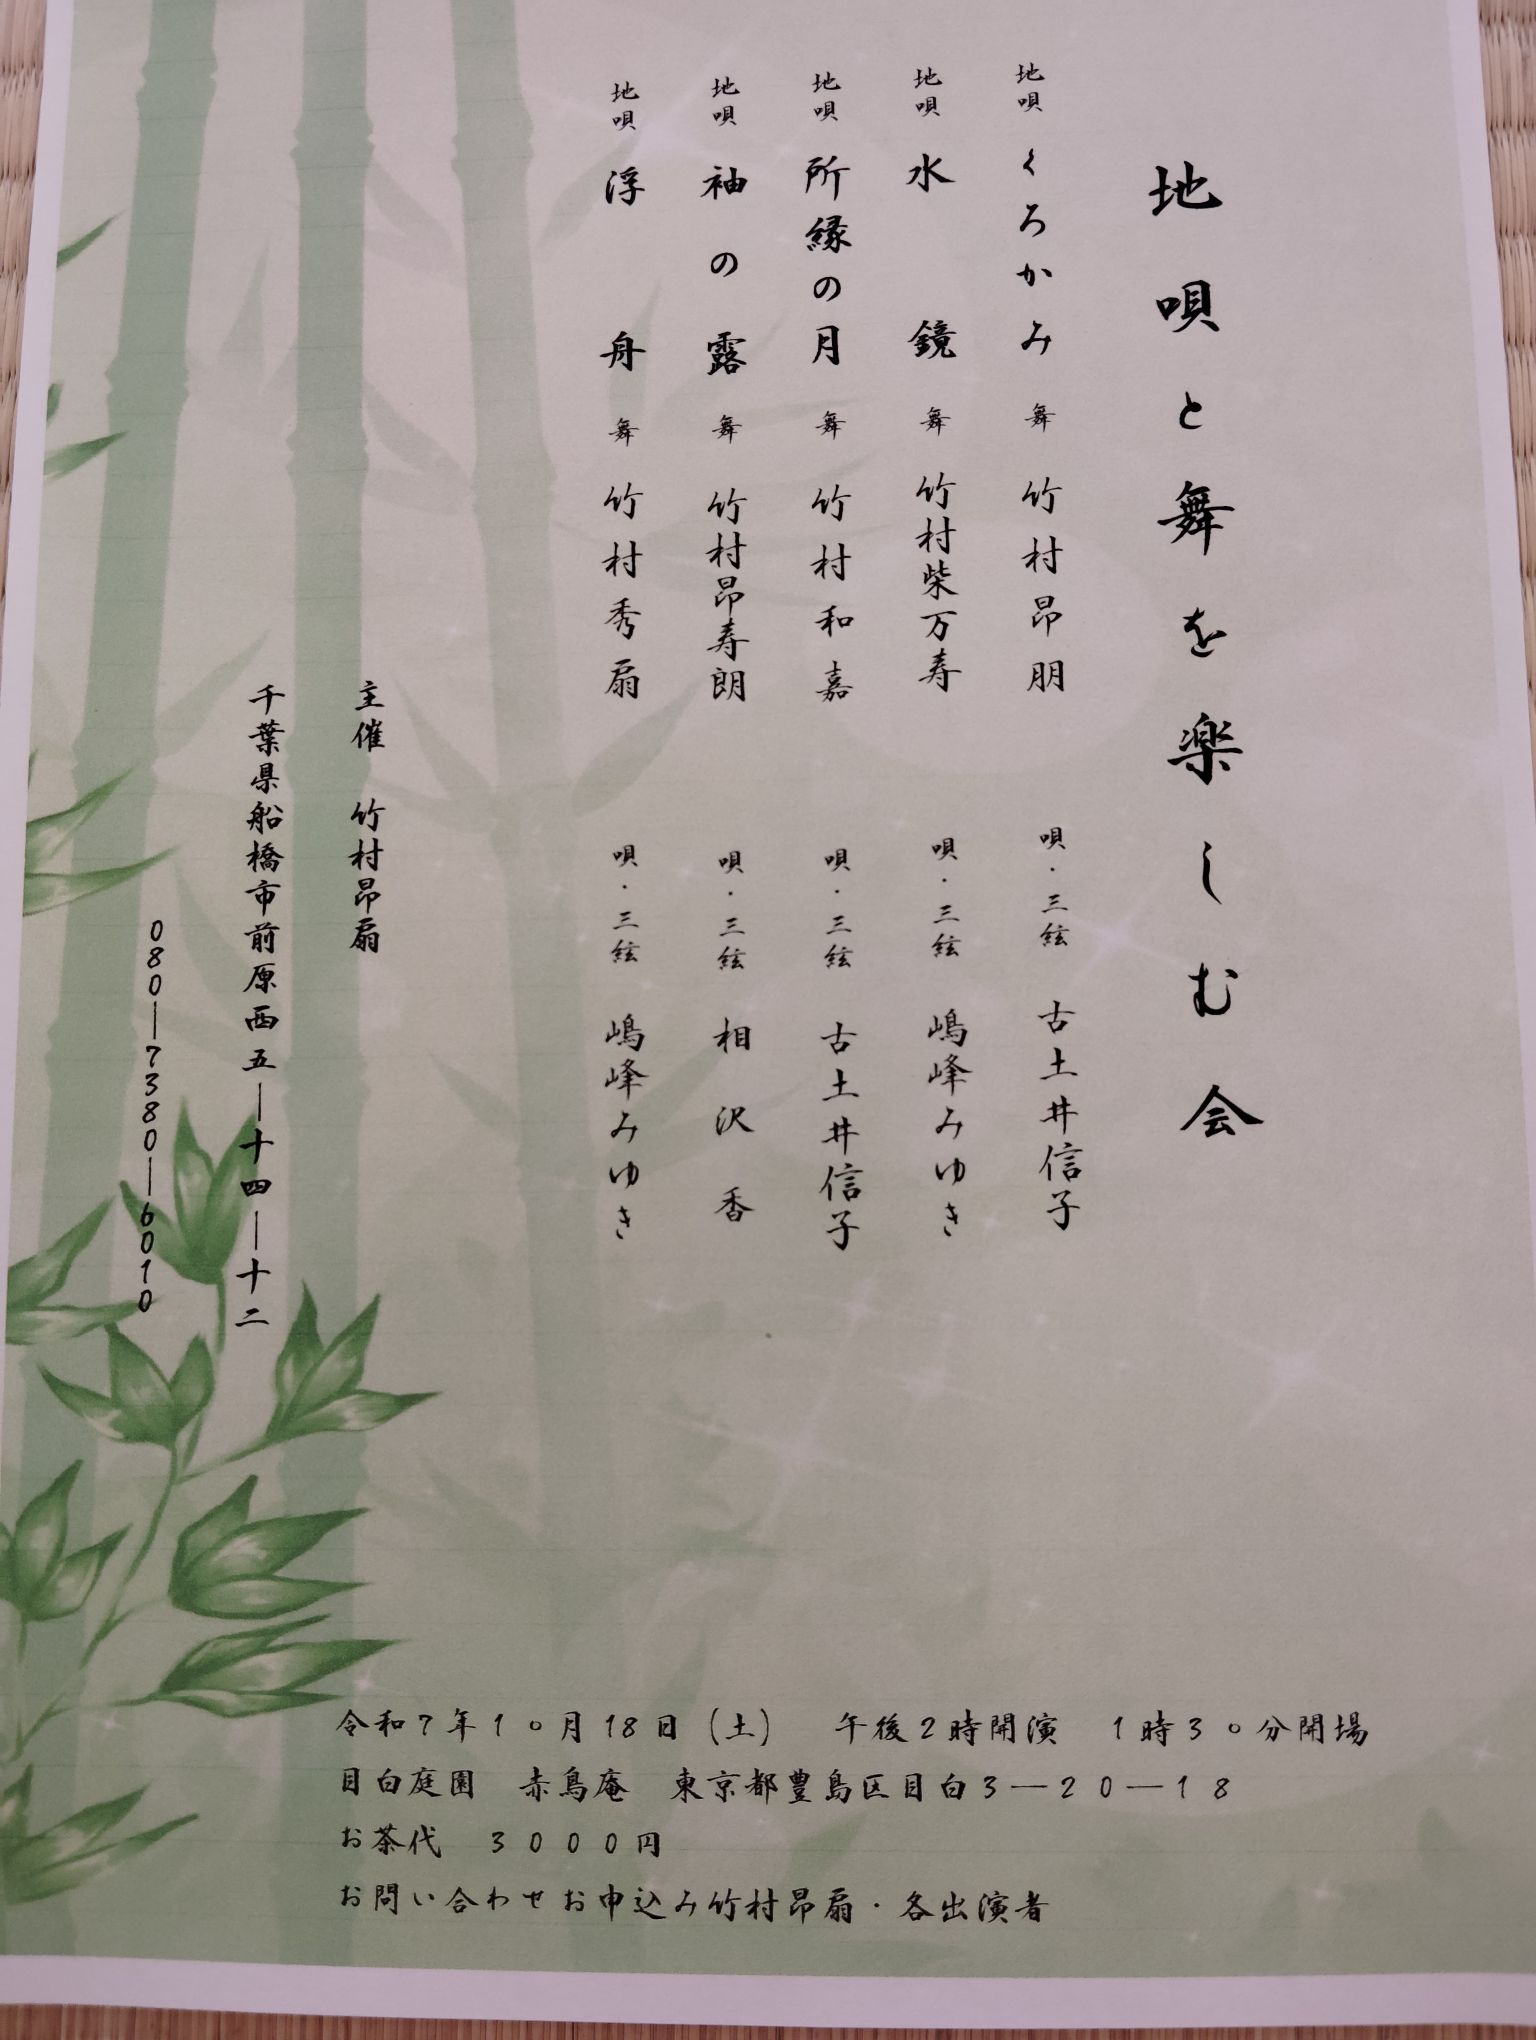 地唄と舞を楽しむ会
地唄 くろかみ 舞 竹村昂朋 唄・三絃 古土井信子
地唄 水鏡 舞 竹村柴万寿 唄・三絃 嶋峰みゆき
地唄 所縁の月 舞 竹村和嘉 唄・三絃 古土井信子
地唄 袖の露 舞 竹村昂寿朗 唄・三絃 相沢香
地唄 浮舟 舞 竹村秀扇 唄・三絃 嶋峰みゆき
主催 竹村昂扇
千葉県船橋市前原西五―十四―十二
080―7380―6010
令和7年1○月18日(土) 午後2時開演 1時3○分開場
目白庭園 赤鳥庵 東京都豊島区目白3―20―18
お茶代 3000円
お問い合わせお申込み竹村昂扇・各出演者